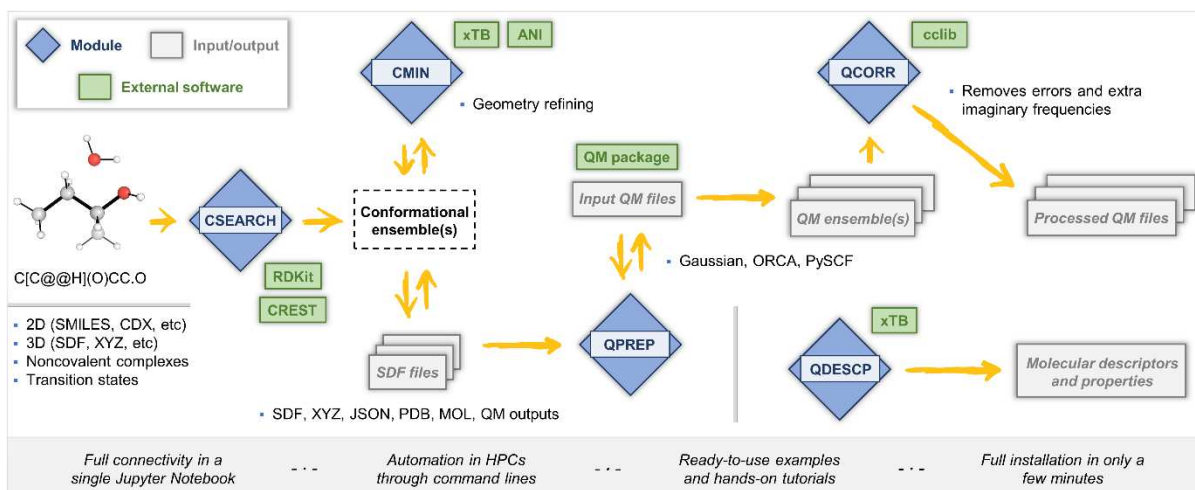 Module
Input/output
External software
xTB
ANI
CMIN
▪ Geometry refining
cclib
QCORR
▪ Removes errors and extra
imaginary frequencies
C[C@@H](O)CC.O
▪ 2D (SMILES, CDX, etc)
▪ 3D (SDF, XYZ, etc)
▪ Noncovalent complexes
▪ Transition states
CSEARCH
RDKit
CREST
Conformational
ensemble(s)
SDF files
▪ SDF, XYZ, JSON, PDB, MOL, QM outputs
QM package
Input QM files
▪ Gaussian, ORCA, PySCF
QPREP
QM ensemble(s)
Processed QM files
xTB
QDESCP
Molecular descriptors
and properties
Full connectivity in a
single Jupyter Notebook
- · -
Automation in HPCs
through command lines
- · -
Ready-to-use examples
and hands-on tutorials
- · -
Full installation in only a
few minutes